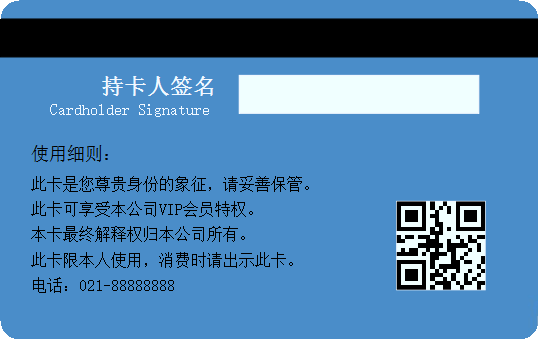 持卡人签名
Cardholder Signature
使用细则：
此卡是您尊贵身份的象征，请妥善保管。
此卡可享受本公司VIP会员特权。
本卡最终解释权归本公司所有。
此卡限本人使用，消费时请出示此卡。
电话：021-88888888